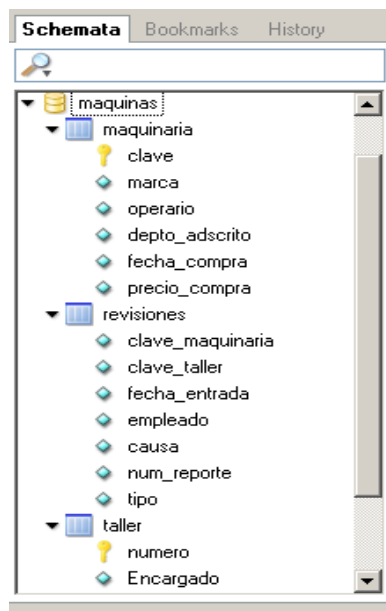 Schemata Bookmarks History
maquinas
maquinaria
clave
marca
operario
depto_adscrito
fecha_compra
precio_compra
revisiones
clave_maquinaria
clave_taller
fecha_entrada
empleado
causa
num_reporte
tipo
taller
numero
Encargado